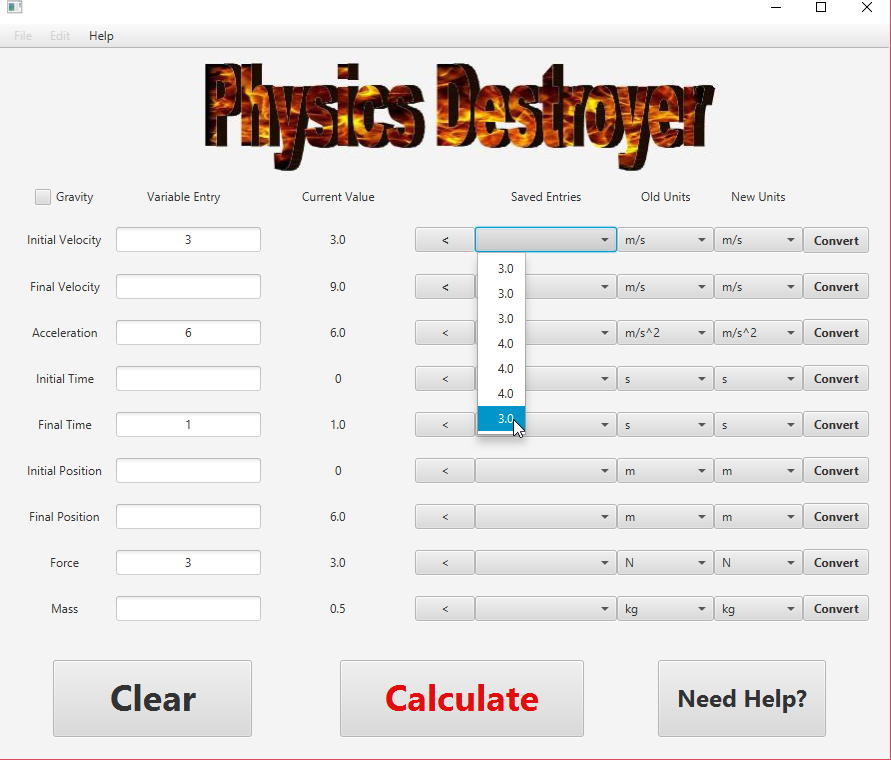 File Edit Help
Physics Destroyer
Gravity Variable Entry Current Value Saved Entries Old Units New Units
Initial Velocity 3 3.0 < m/s m/s Convert
3.0
Final Velocity 9.0 < m/s m/s Convert
3.0
3.0
Acceleration 6 6.0 < m/s^2 m/s^2 Convert
4.0
4.0
Initial Time 0 < s s Convert
4.0
3.0
Final Time 1 1.0 < s s Convert
Initial Position 0 < m m Convert
Final Position 6.0 < m m Convert
Force 3 3.0 < N N Convert
Mass 0.5 < kg kg Convert
Clear Calculate Need Help?